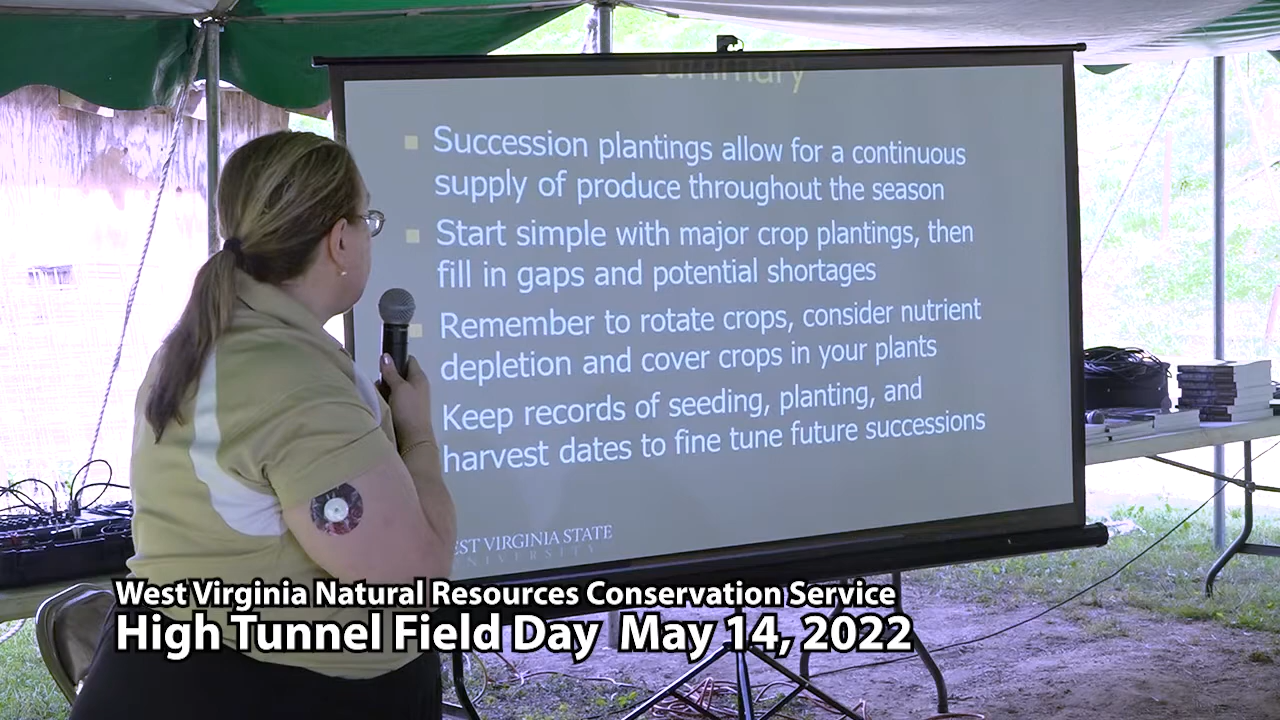 Summary
Succession plantings allow for a continuous
supply of produce throughout the season
Start simple with major crop plantings, then
fill in gaps and potential shortages
Remember to rotate crops, consider nutrient
depletion and cover crops in your plants
Keep records of seeding, planting, and
harvest dates to fine tune future successions
EST VIRGINIA STATE
UNIVERSITY
West Virginia Natural Resources Conservation Service
High Tunnel Field Day May 14, 2022